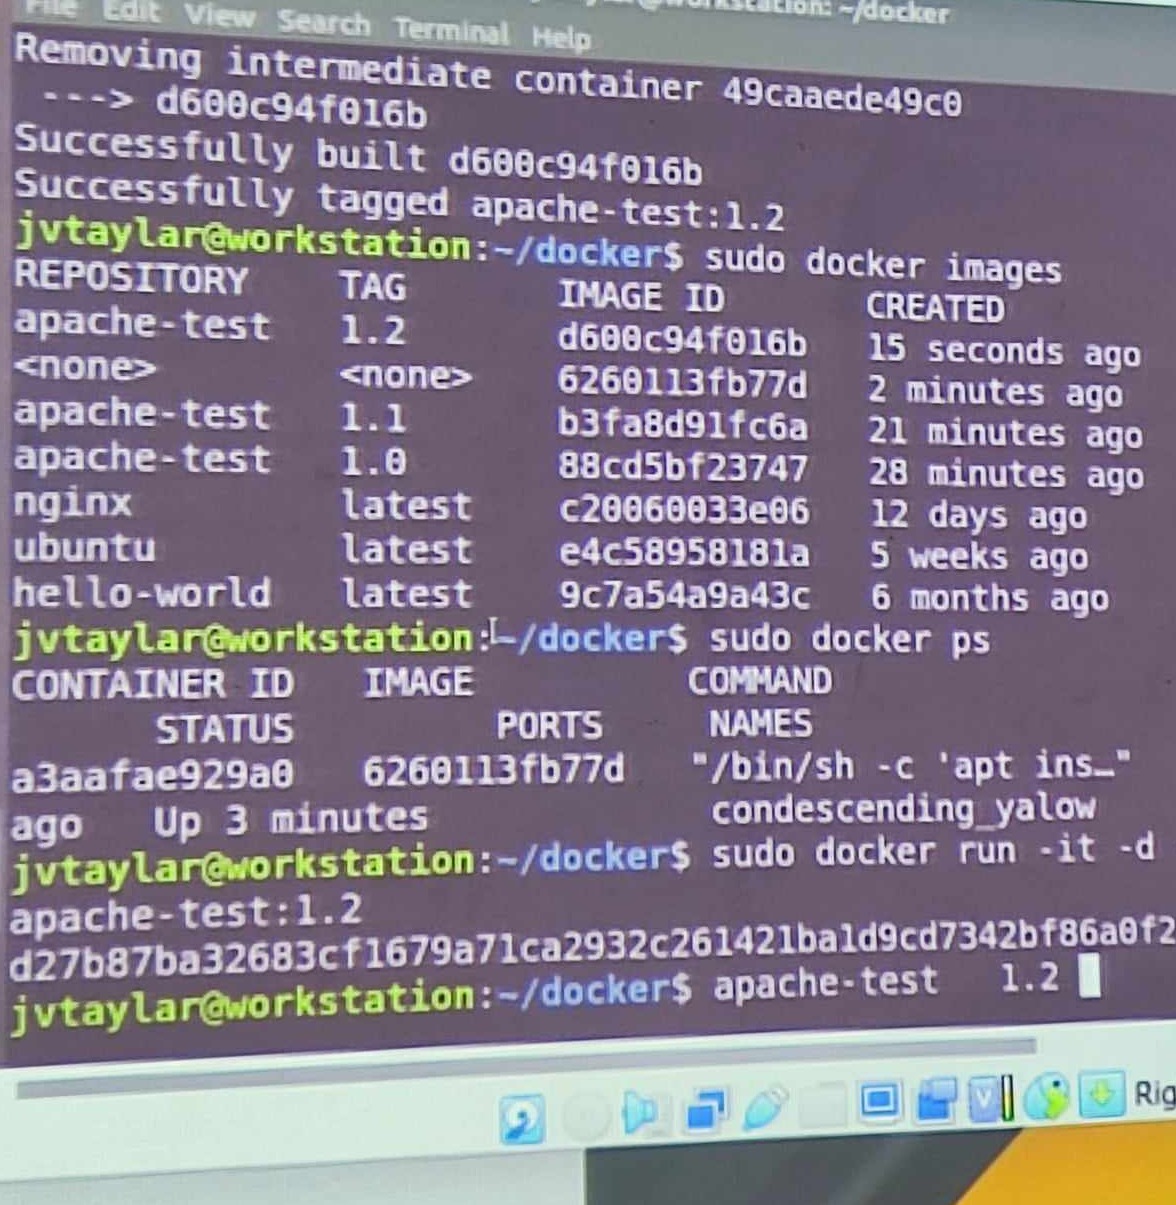 File Edit View Search Terminal Help
workstation: ~/docker
Removing intermediate container 49caaede49c0
 ---> d600c94f016b
Successfully built d600c94f016b
Successfully tagged apache-test:1.2
jvtaylar@workstation:~/docker$ sudo docker images
REPOSITORY TAG IMAGE ID CREATED
apache-test 1.2 d600c94f016b 15 seconds ago
<none> <none> 6260113fb77d 2 minutes ago
apache-test 1.1 b3fa8d91fc6a 21 minutes ago
apache-test 1.0 88cd5bf23747 28 minutes ago
nginx latest c20060033e06 12 days ago
ubuntu latest e4c58958181a 5 weeks ago
hello-world latest 9c7a54a9a43c 6 months ago
jvtaylar@workstation:~/docker$ sudo docker ps
CONTAINER ID IMAGE COMMAND
STATUS PORTS NAMES
a3aafae929a0 6260113fb77d "/bin/sh -c 'apt ins…"
ago Up 3 minutes condescending_yalow
jvtaylar@workstation:~/docker$ sudo docker run -it -d
apache-test:1.2
d27b87ba32683cf1679a71ca2932c261421ba1d9cd7342bf86a0f2
jvtaylar@workstation:~/docker$ apache-test 1.2
Rig